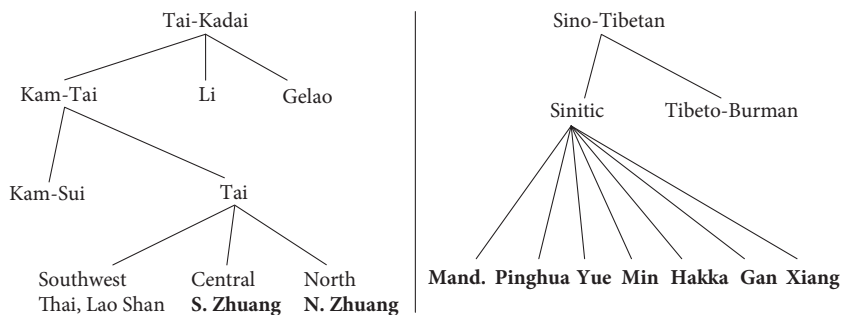 Tai-Kadai
Kam-Tai Li Gelao
Kam-Sui Tai
Southwest Central North
Thai, Lao Shan S. Zhuang N. Zhuang
Sino-Tibetan
Sinitic Tibeto-Burman
Mand. Pinghua Yue Min Hakka Gan Xiang